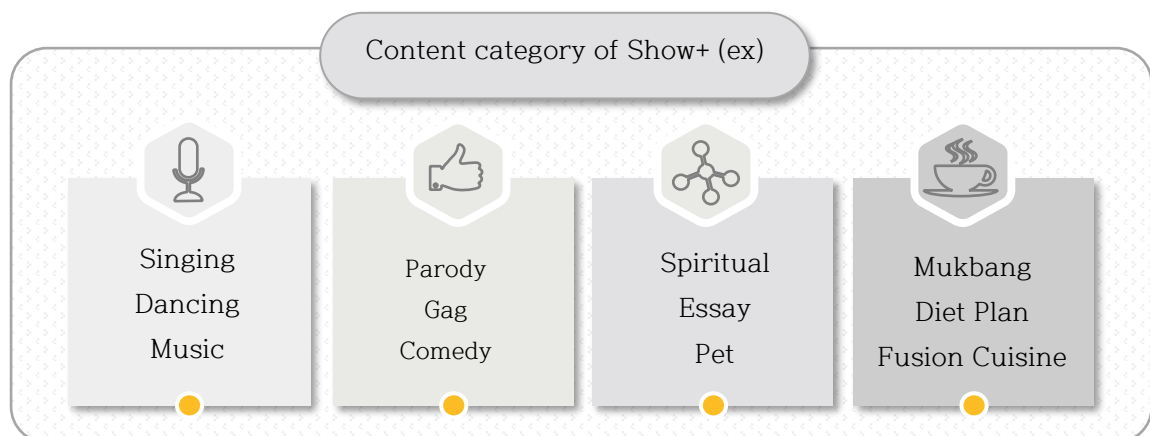 Content category of Show+ (ex)
Singing
Dancing
Music
Parody
Gag
Comedy
Spiritual
Essay
Pet
Mukbang
Diet Plan
Fusion Cuisine